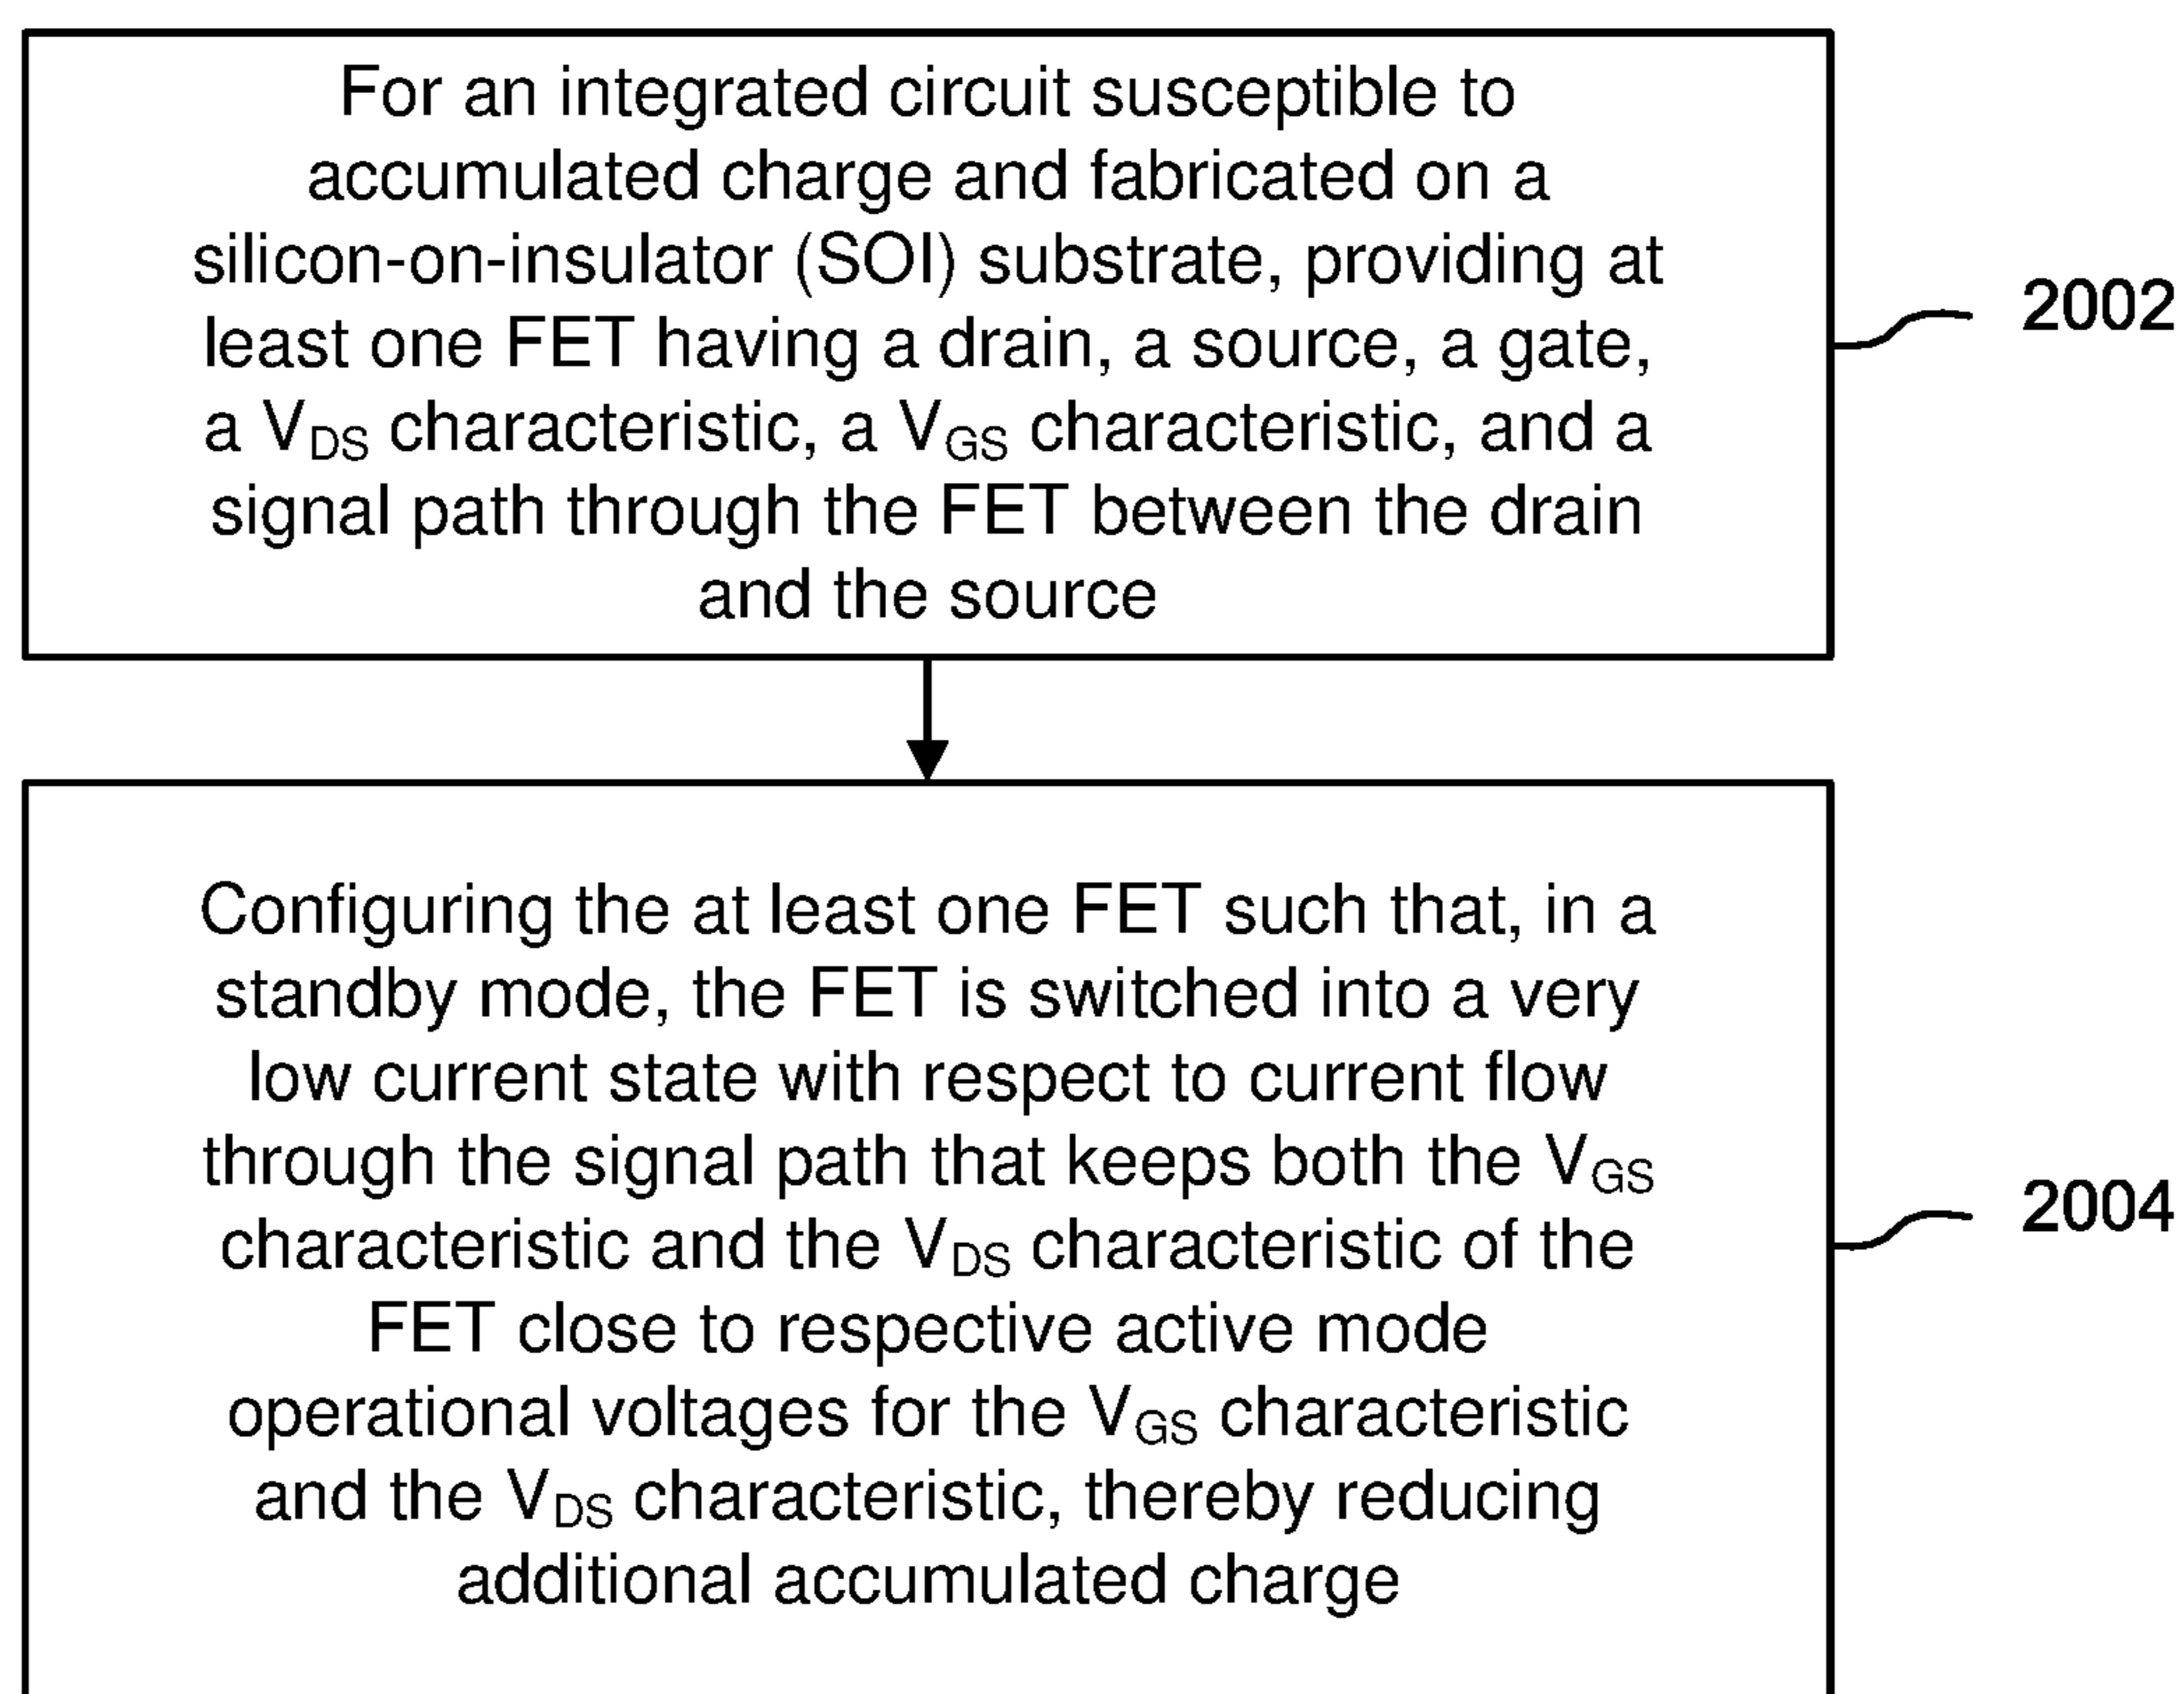 For an integrated circuit susceptible to
accumulated charge and fabricated on a
silicon-on-insulator (SOI) substrate, providing at
least one FET having a drain, a source, a gate,
a VDS characteristic, a VGS characteristic, and a
signal path through the FET between the drain
and the source
2002
Configuring the at least one FET such that, in a
standby mode, the FET is switched into a very
low current state with respect to current flow
through the signal path that keeps both the VGS
characteristic and the VDS characteristic of the
FET close to respective active mode
operational voltages for the VGS characteristic
and the VDS characteristic, thereby reducing
additional accumulated charge
2004